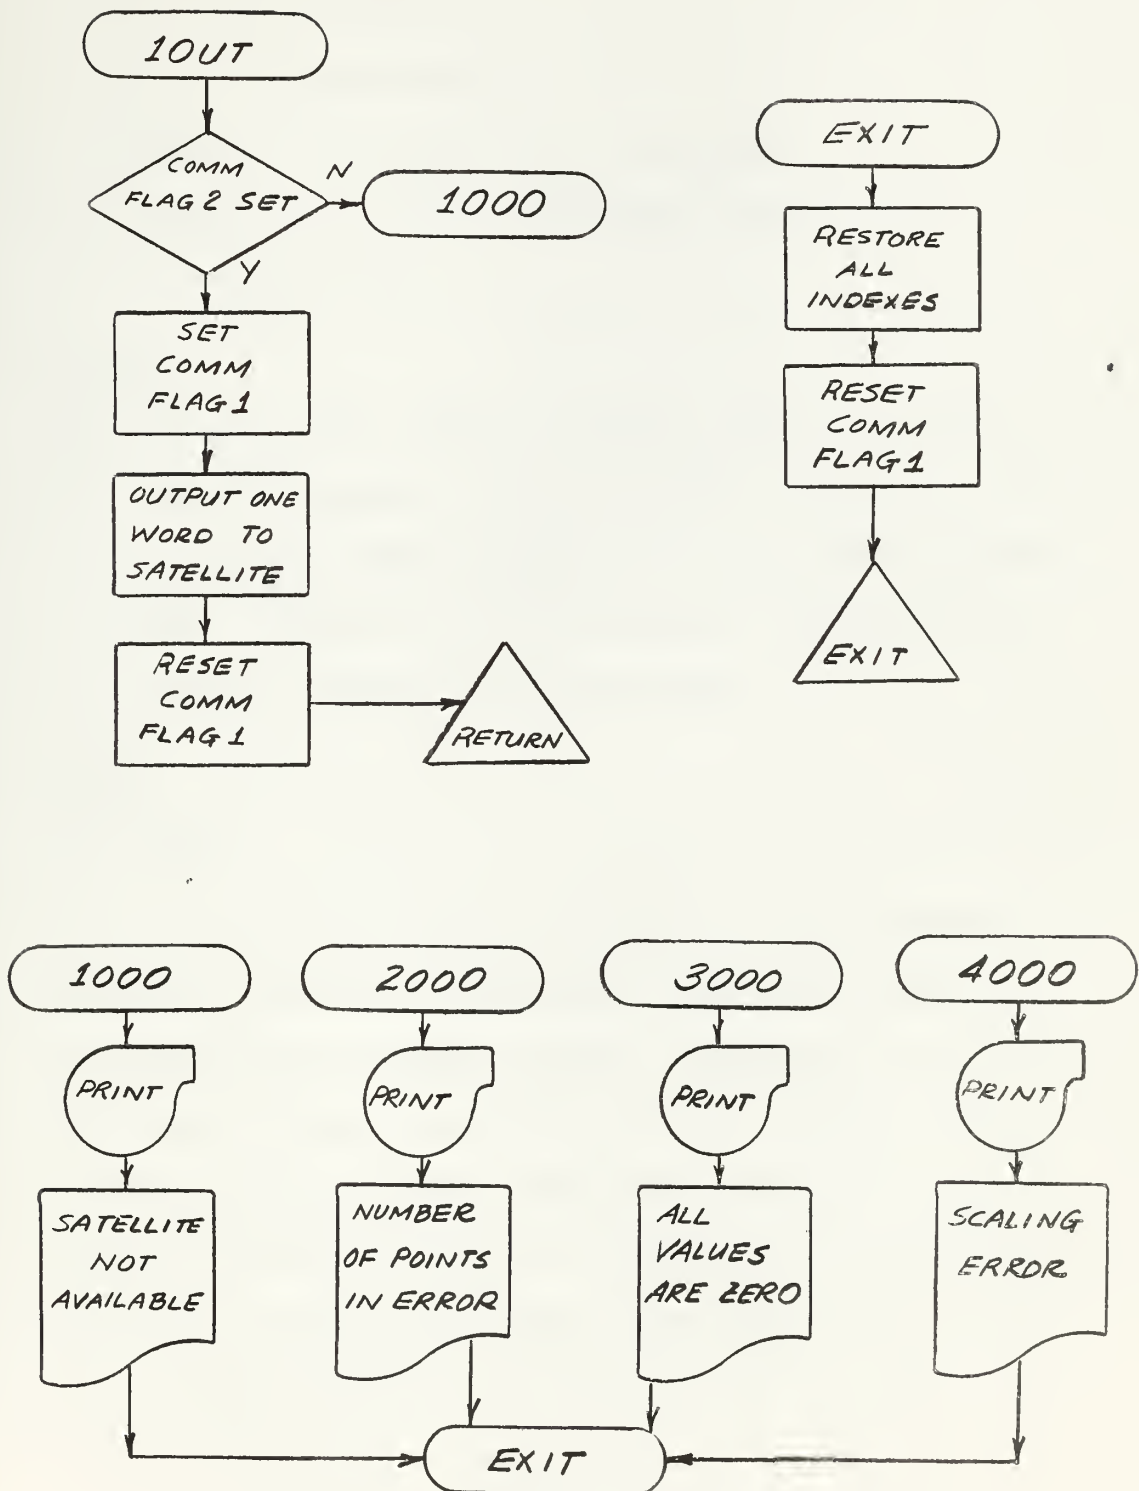 1OUT
COMM
FLAG 2 SET
N
1000
Y
SET
COMM
FLAG 1
OUTPUT ONE
WORD TO
SATELLITE
RESET
COMM
FLAG 1
RETURN
EXIT
RESTORE
ALL
INDEXES
RESET
COMM
FLAG 1
EXIT
1000
PRINT
SATELLITE
NOT
AVAILABLE
2000
PRINT
NUMBER
OF POINTS
IN ERROR
3000
PRINT
ALL
VALUES
ARE ZERO
4000
PRINT
SCALING
ERROR
EXIT